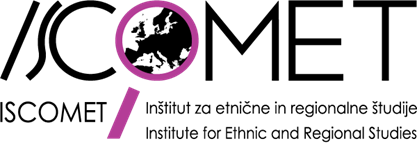 ISCOMET
ISCOMET
Inštitut za etnične in regionalne študije
Institute for Ethnic and Regional Studies